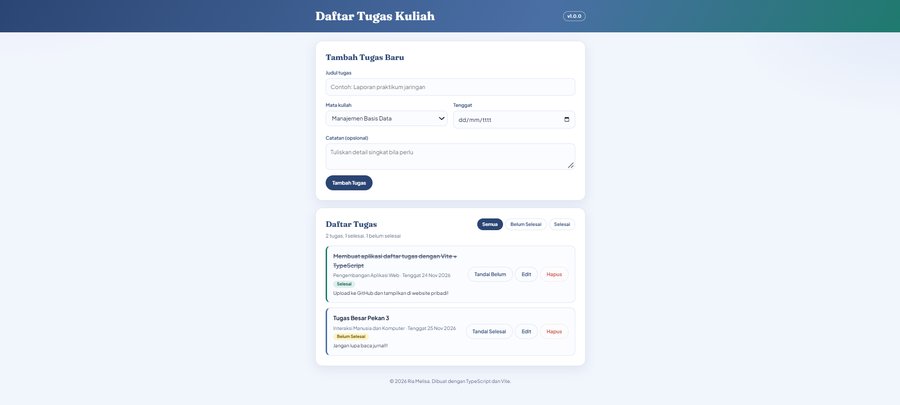 Daftar Tugas Kuliah
v1.0.0
Tambah Tugas Baru
Judul tugas
Contoh: Laporan praktikum jaringan
Mata kuliah
Tenggat
Manajemen Basis Data
dd/mm/tttt
Catatan (opsional)
Tuliskan detail singkat bila perlu
Tambah Tugas
Daftar Tugas
Semua
Belum Selesai
Selesai
2 tugas, 1 selesai, 1 belum selesai
Membuat aplikasi daftar tugas dengan Vite +
TypeScript
Pengembangan Aplikasi Web · Tenggat 24 Nov 2026
Selesai
Upload ke GitHub dan tampilkan di website pribadi!
Tandai Belum
Edit
Hapus
Tugas Besar Pekan 3
Interaksi Manusia dan Komputer · Tenggat 25 Nov 2026
Belum Selesai
Jangan lupa baca jurnal!!
Tandai Selesai
Edit
Hapus
© 2026 Ria Melisa. Dibuat dengan TypeScript dan Vite.